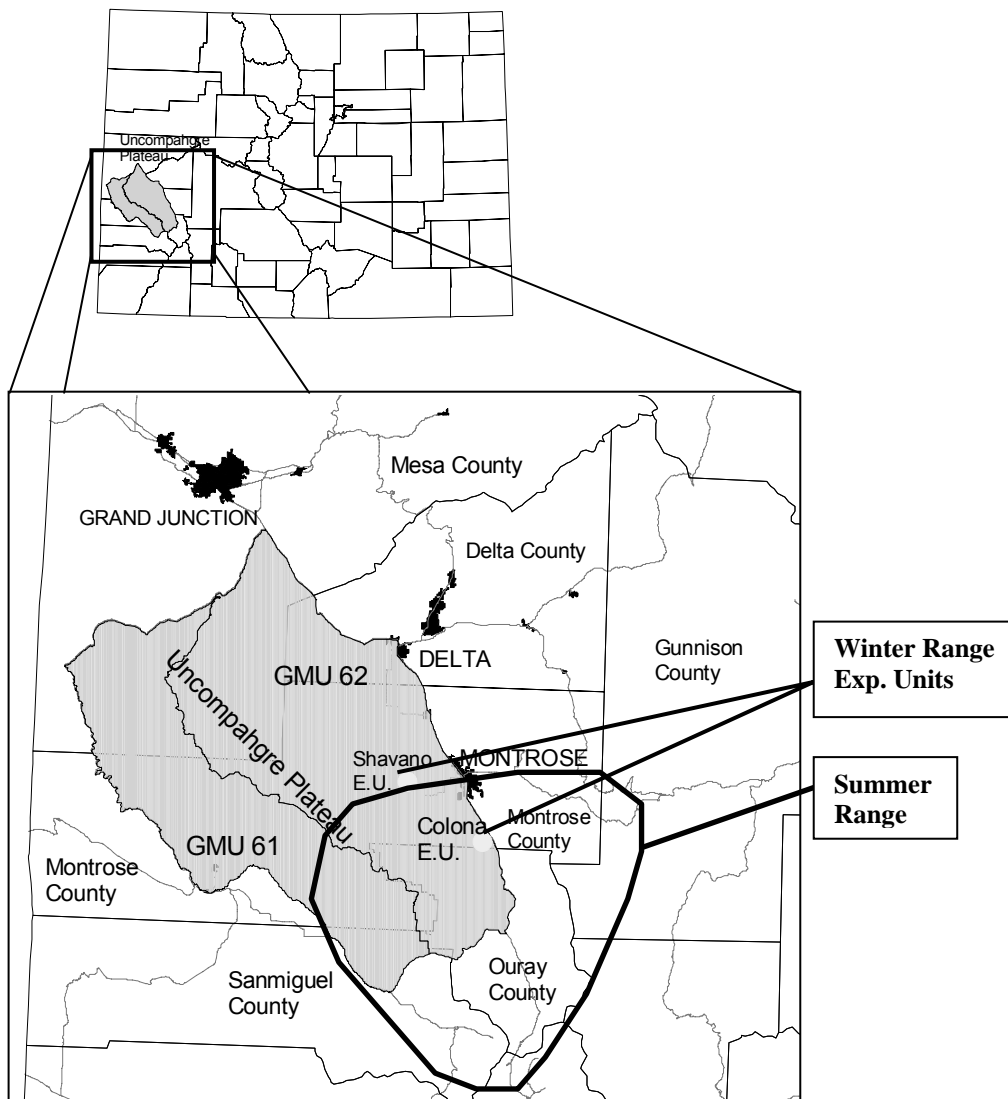 Uncompahgre
Plateau
Mesa County
GRAND JUNCTION
Delta County
DELTA
Gunnison
County
GMU 62
Uncompahgre Plateau
Winter Range
Exp. Units
Shavano
E.U.
MONTROSE
Summer
Range
Colona
E.U.
Montrose
County
GMU 61
Montrose
County
Sanmiguel
County
Ouray
County